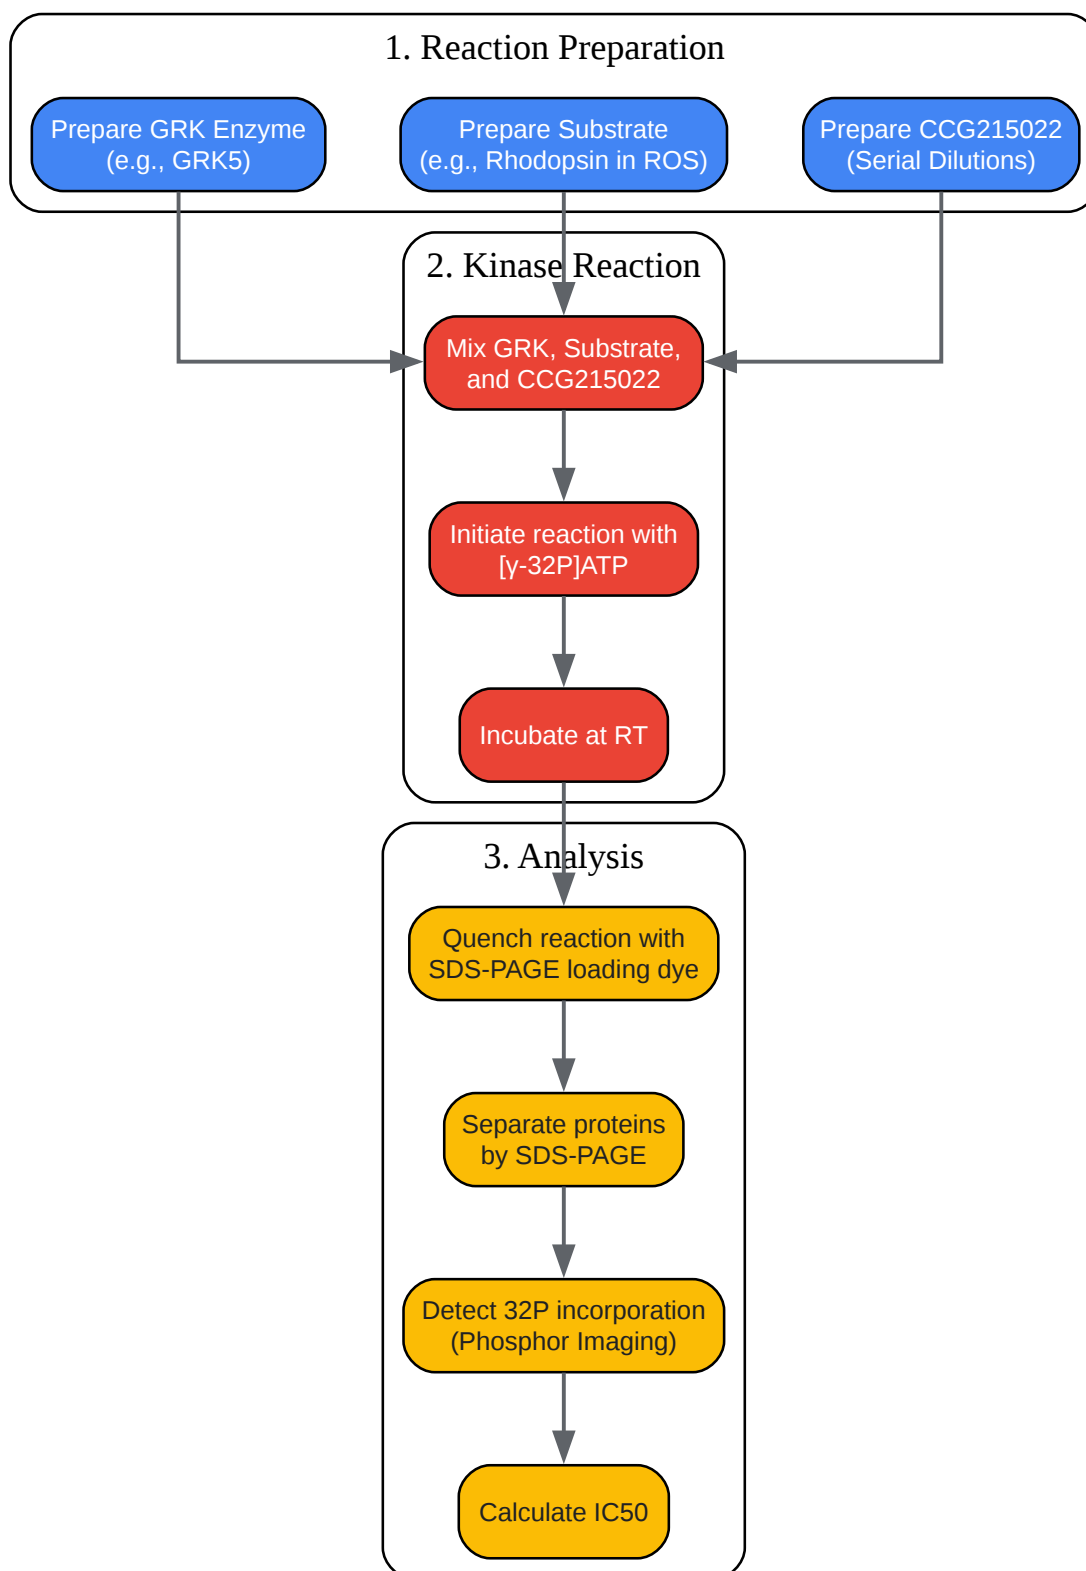 1. Reaction Preparation
Prepare GRK Enzyme
(e.g., GRK5)
Prepare Substrate
(e.g., Rhodopsin in ROS)
Prepare CCG215022
(Serial Dilutions)
2. Kinase Reaction
Mix GRK, Substrate,
and CCG215022
Initiate reaction with
[γ-32P]ATP
Incubate at RT
3. Analysis
Quench reaction with
SDS-PAGE loading dye
Separate proteins
by SDS-PAGE
Detect 32P incorporation
(Phosphor Imaging)
Calculate IC50